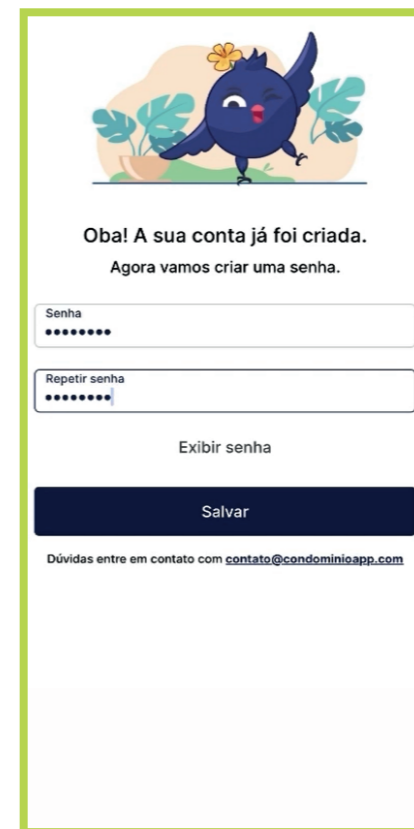 Oba! A sua conta já foi criada.
Agora vamos criar uma senha.
Senha
••••••••
Repetir senha
••••••••
Exibir senha
Salvar
Dúvidas entre em contato com contato@condominioapp.com